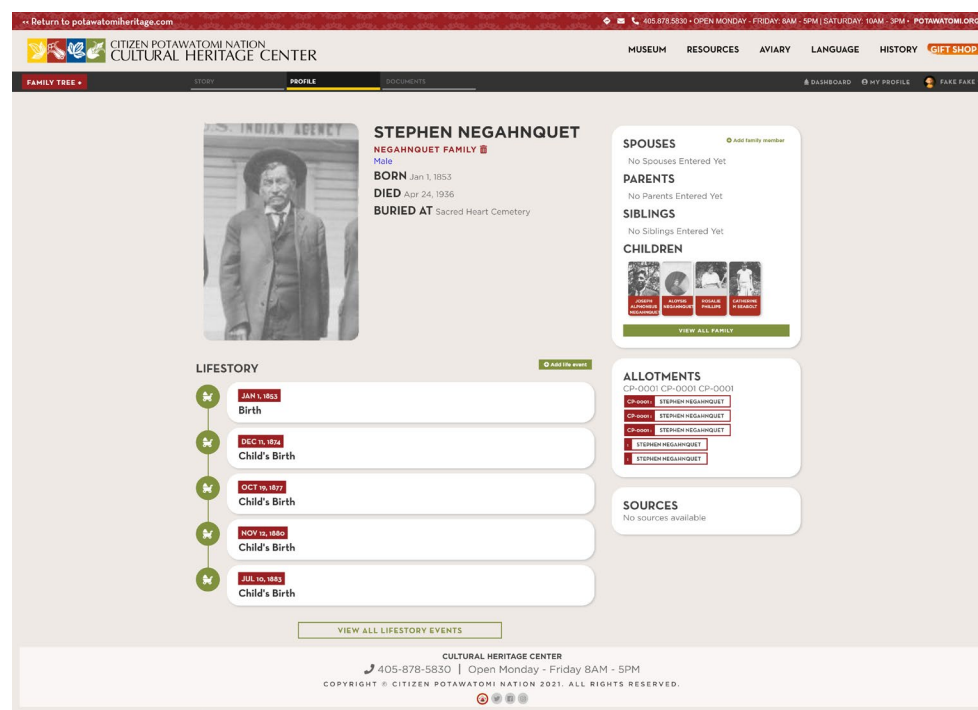 ‹‹ Return to potawatomiheritage.com
405.878.5830 • OPEN MONDAY - FRIDAY: 8AM - 5PM | SATURDAY: 10AM - 3PM • POTAWATOMI.ORG
CITIZEN POTAWATOMI NATION
CULTURAL HERITAGE CENTER
MUSEUM RESOURCES AVIARY LANGUAGE HISTORY GIFT SHOP
FAMILY TREE
STORY PROFILE DOCUMENTS
DASHBOARD MY PROFILE FAKE FAKE
U.S. INDIAN AGENCY
STEPHEN NEGAHNQUET
NEGAHNQUET FAMILY
Male
BORN Jan 1, 1853
DIED Apr 24, 1936
BURIED AT Sacred Heart Cemetery
SPOUSES
Add family member
No Spouses Entered Yet
PARENTS
No Parents Entered Yet
SIBLINGS
No Siblings Entered Yet
CHILDREN
JOSEPH ALPHONSUS NEGAHNQUET
ALOYSIS NEGAHNQUET
ROSALIE PHILLIPS
CATHERINE M SEABOLT
VIEW ALL FAMILY
LIFESTORY
Add life event
JAN 1, 1853
Birth
DEC 11, 1874
Child's Birth
OCT 19, 1877
Child's Birth
NOV 12, 1880
Child's Birth
JUL 10, 1883
Child's Birth
VIEW ALL LIFESTORY EVENTS
ALLOTMENTS
CP-0001 CP-0001 CP-0001
CP-0001 : STEPHEN NEGAHNQUET
CP-0001 : STEPHEN NEGAHNQUET
CP-0001 : STEPHEN NEGAHNQUET
: STEPHEN NEGAHNQUET
: STEPHEN NEGAHNQUET
SOURCES
No sources available
CULTURAL HERITAGE CENTER
405-878-5830 | Open Monday - Friday 8AM - 5PM
COPYRIGHT © CITIZEN POTAWATOMI NATION 2021. ALL RIGHTS RESERVED.